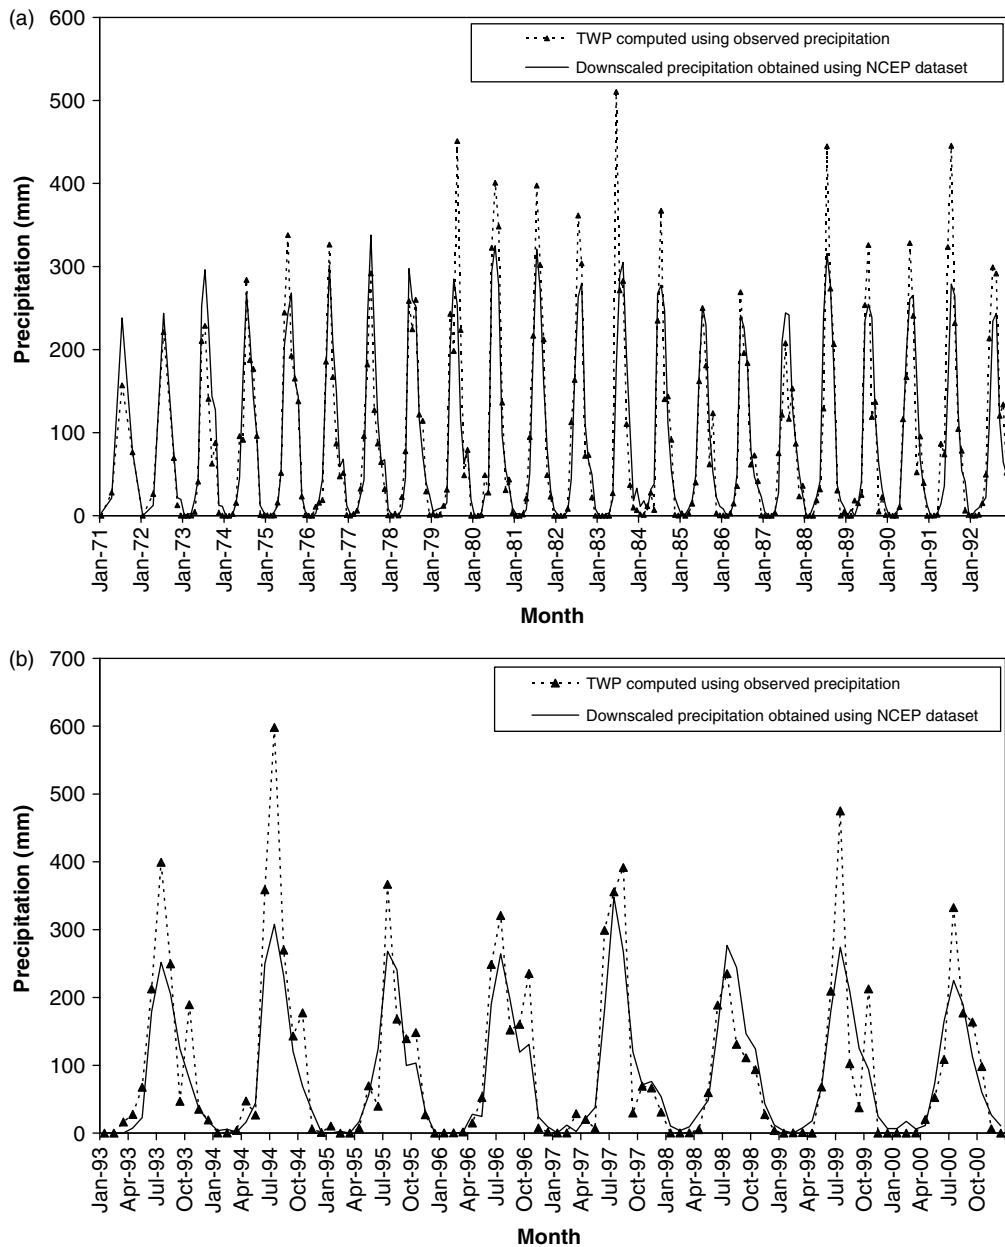 (a)
600
500
400
300
200
100
0
Precipitation (mm)
TWP computed using observed precipitation
Downscaled precipitation obtained using NCEP dataset
Jan-71
Jan-72
Jan-73
Jan-74
Jan-75
Jan-76
Jan-77
Jan-78
Jan-79
Jan-80
Jan-81
Jan-82
Jan-83
Jan-84
Jan-85
Jan-86
Jan-87
Jan-88
Jan-89
Jan-90
Jan-91
Jan-92
Month
(b)
700
600
500
400
300
200
100
0
Precipitation (mm)
TWP computed using observed precipitation
Downscaled precipitation obtained using NCEP dataset
Jan-93
Apr-93
Jul-93
Oct-93
Jan-94
Apr-94
Jul-94
Oct-94
Jan-95
Apr-95
Jul-95
Oct-95
Jan-96
Apr-96
Jul-96
Oct-96
Jan-97
Apr-97
Jul-97
Oct-97
Jan-98
Apr-98
Jul-98
Oct-98
Jan-99
Apr-99
Jul-99
Oct-99
Jan-00
Apr-00
Jul-00
Oct-00
Month